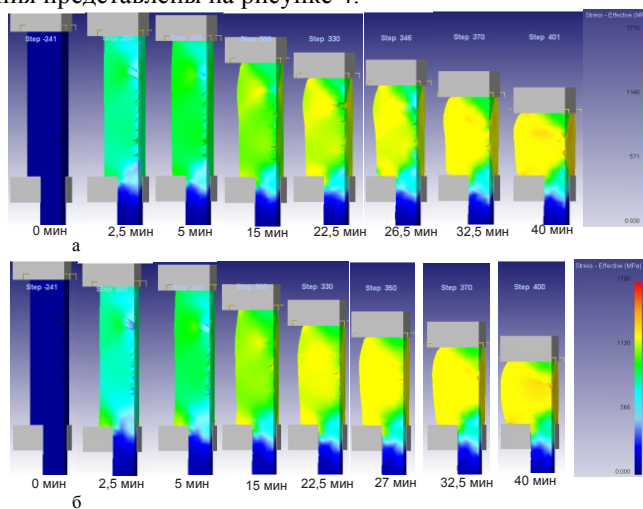 ния представлены на рисунке 4.
Stress - Effective (MPa)
Step -241
Step 330
Step 346
Step 370
Step 401
1140
571
0.000
0 мин 2,5 мин 5 мин 15 мин 22,5 мин 26,5 мин 32,5 мин 40 мин
а
Stress - Effective (MPa)
1700
Step -241
Step 330
Step 350
Step 370
Step 400
1130
566
0.000
0 мин 2,5 мин 5 мин 15 мин 22,5 мин 27 мин 32,5 мин 40 мин
б